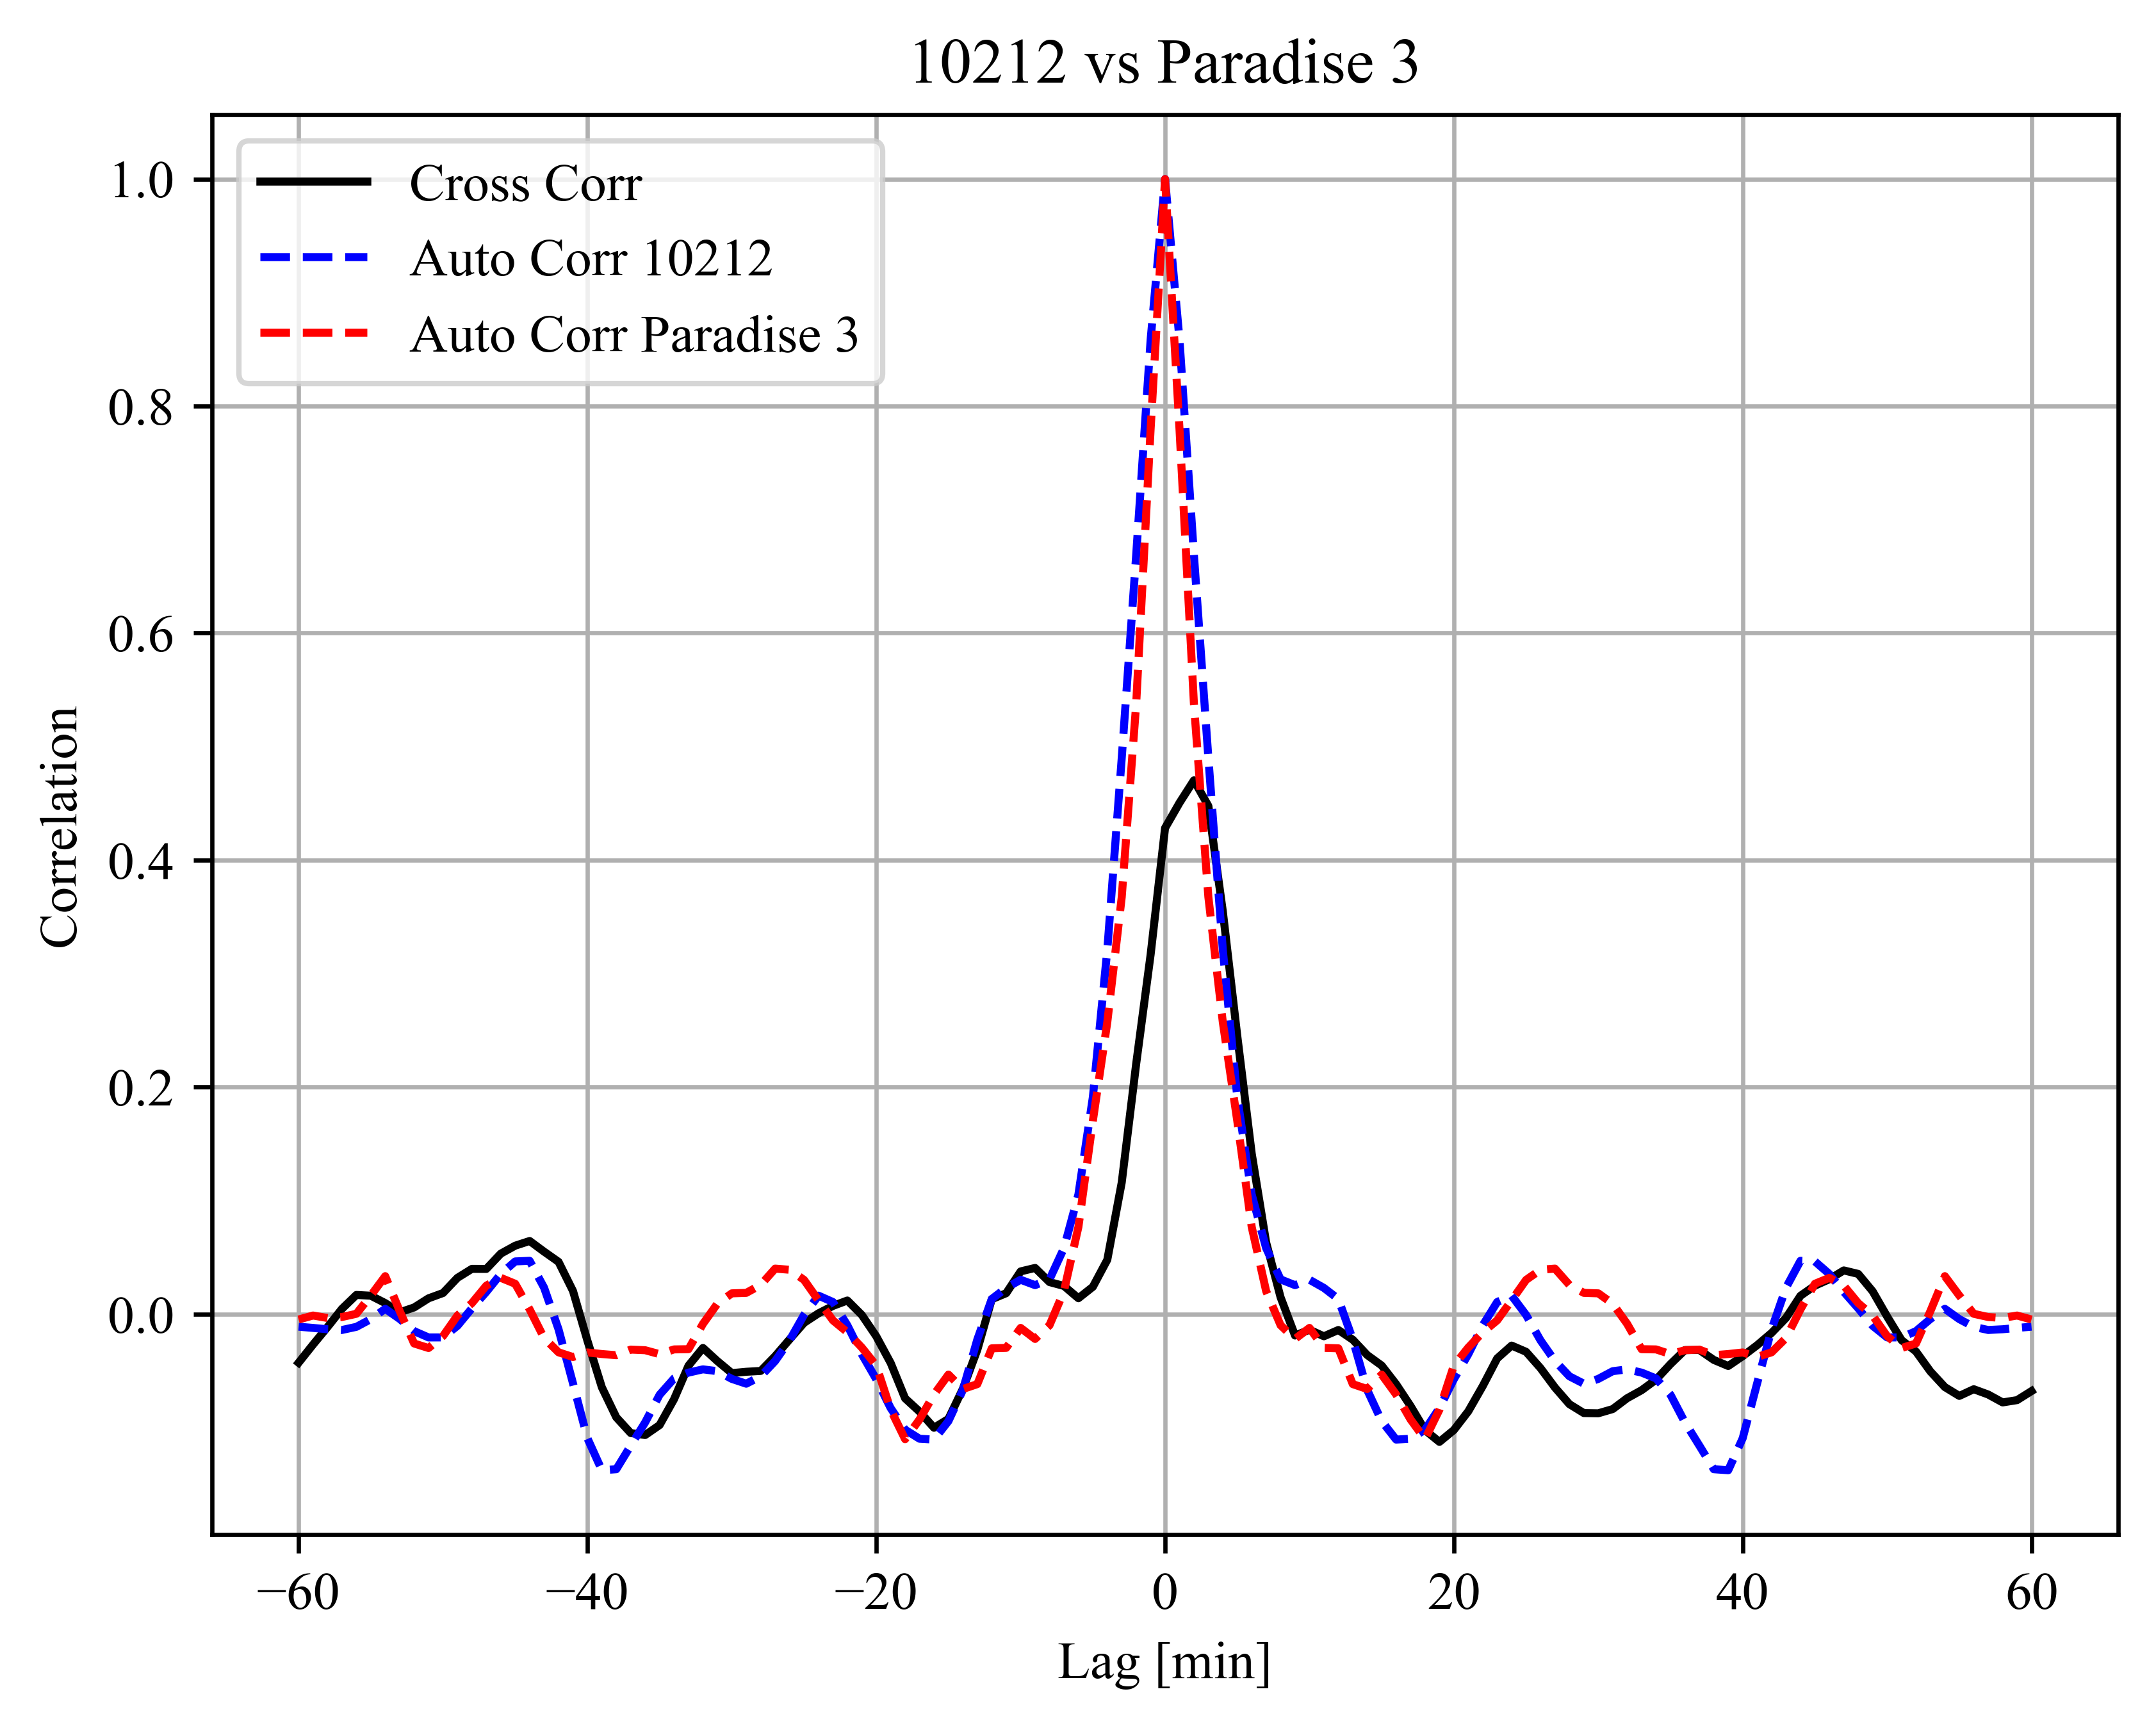 10212 vs Paradise 3
Cross Corr
Auto Corr 10212
Auto Corr Paradise 3
1.0
0.8
0.6
0.4
0.2
0.0
Correlation
−60 −40 −20 0 20 40 60
Lag [min]